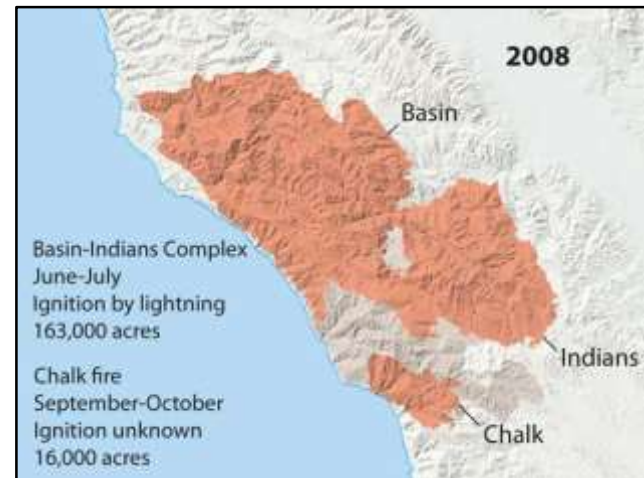 2008
Basin
Basin-Indians Complex
June-July
Ignition by lightning
163,000 acres
Indians
Chalk fire
September-October
Ignition unknown
16,000 acres
Chalk